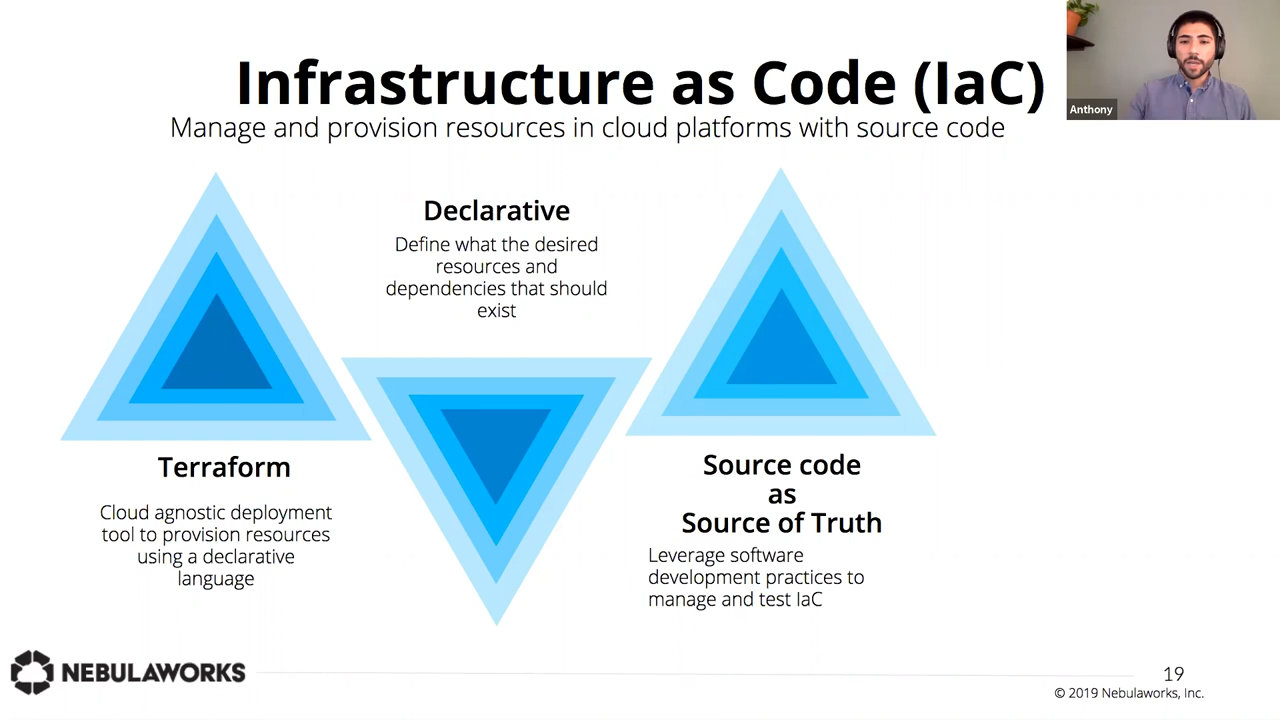 Infrastructure as Code (IaC)
Manage and provision resources in cloud platforms with source code
Anthony
Declarative
Define what the desired
resources and
dependencies that should
exist
Terraform
Cloud agnostic deployment
tool to provision resources
using a declarative
language
Source code
as
Source of Truth
Leverage software
development practices to
manage and test IaC
NEBULAWORKS
19
© 2019 Nebulaworks, Inc.